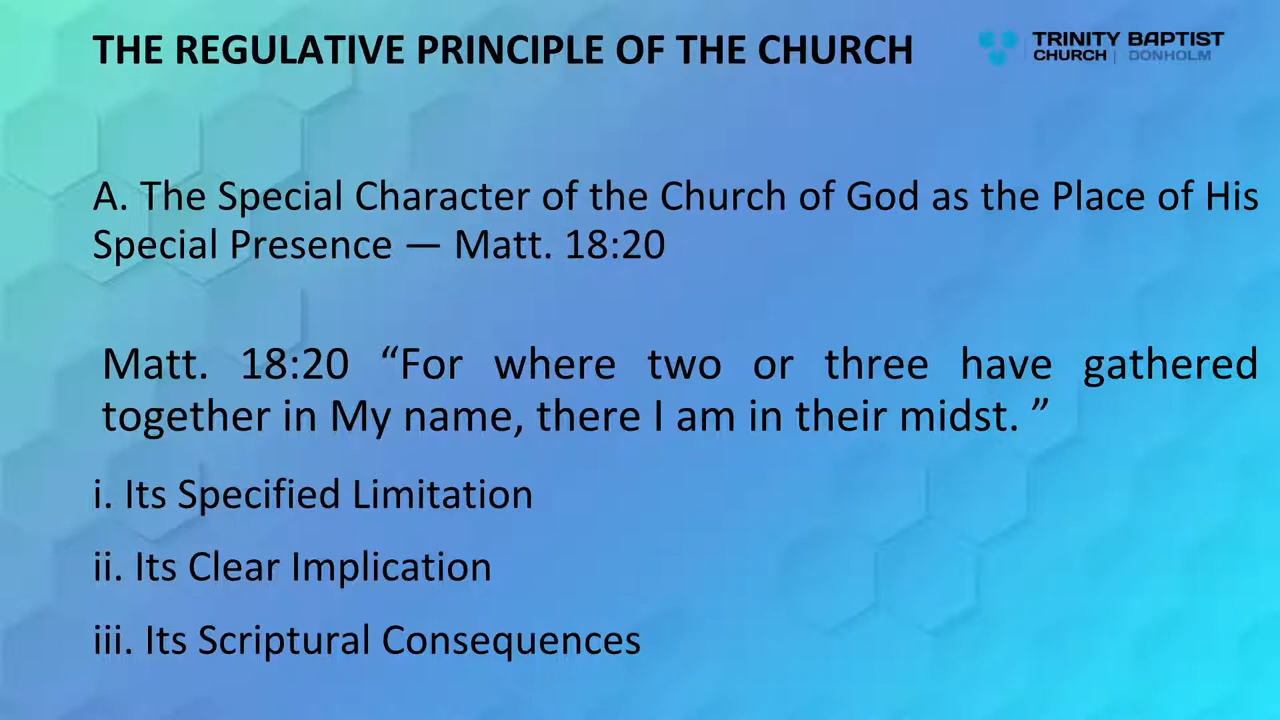 THE REGULATIVE PRINCIPLE OF THE CHURCH
TRINITY BAPTIST
CHURCH | DONHOLM
A. The Special Character of the Church of God as the Place of His
Special Presence — Matt. 18:20
Matt. 18:20 “For where two or three have gathered
together in My name, there I am in their midst. ”
i. Its Specified Limitation
ii. Its Clear Implication
iii. Its Scriptural Consequences